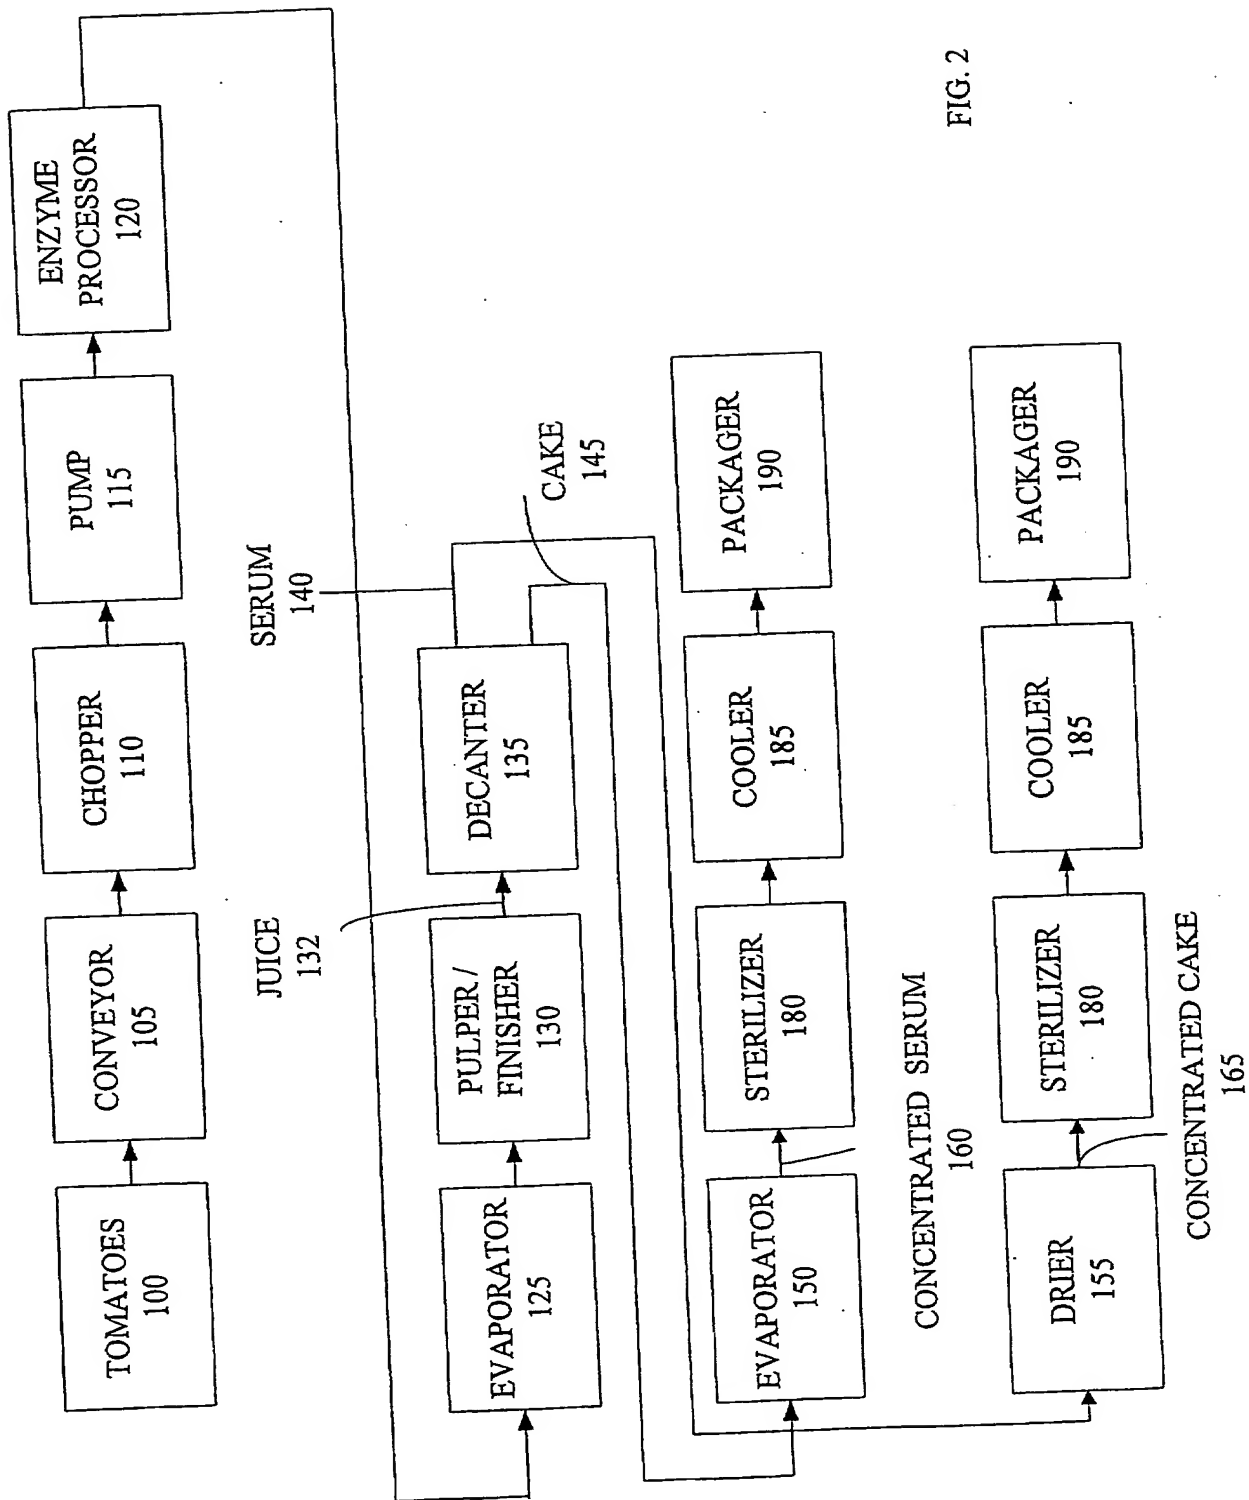 TOMATOES
100
CONVEYOR
105
CHOPPER
110
PUMP
115
ENZYME
PROCESSOR
120
JUICE
132
SERUM
140
EVAPORATOR
125
PULPER/
FINISHER
130
DECANTER
135
CAKE
145
EVAPORATOR
150
STERILIZER
180
COOLER
185
PACKAGER
190
CONCENTRATED SERUM
160
DRIER
155
STERILIZER
180
COOLER
185
PACKAGER
190
CONCENTRATED CAKE
165
FIG. 2